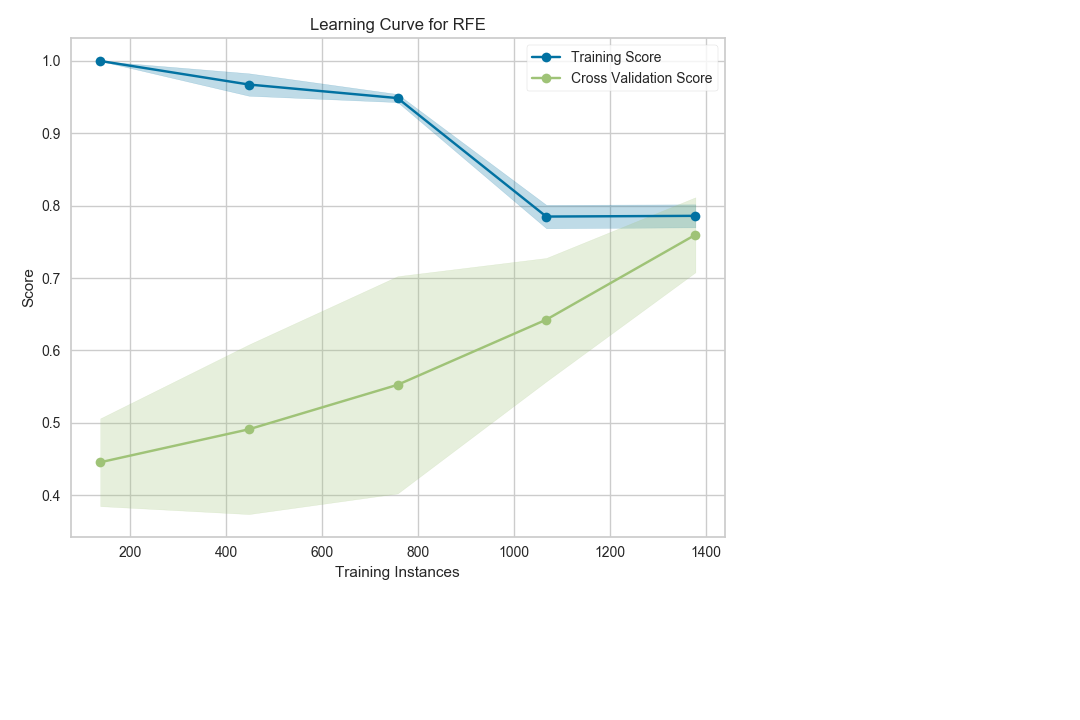 Learning Curve for RFE
Training Score
Cross Validation Score
1.0
0.9
0.8
0.7
0.6
0.5
0.4
Score
200 400 600 800 1000 1200 1400
Training Instances